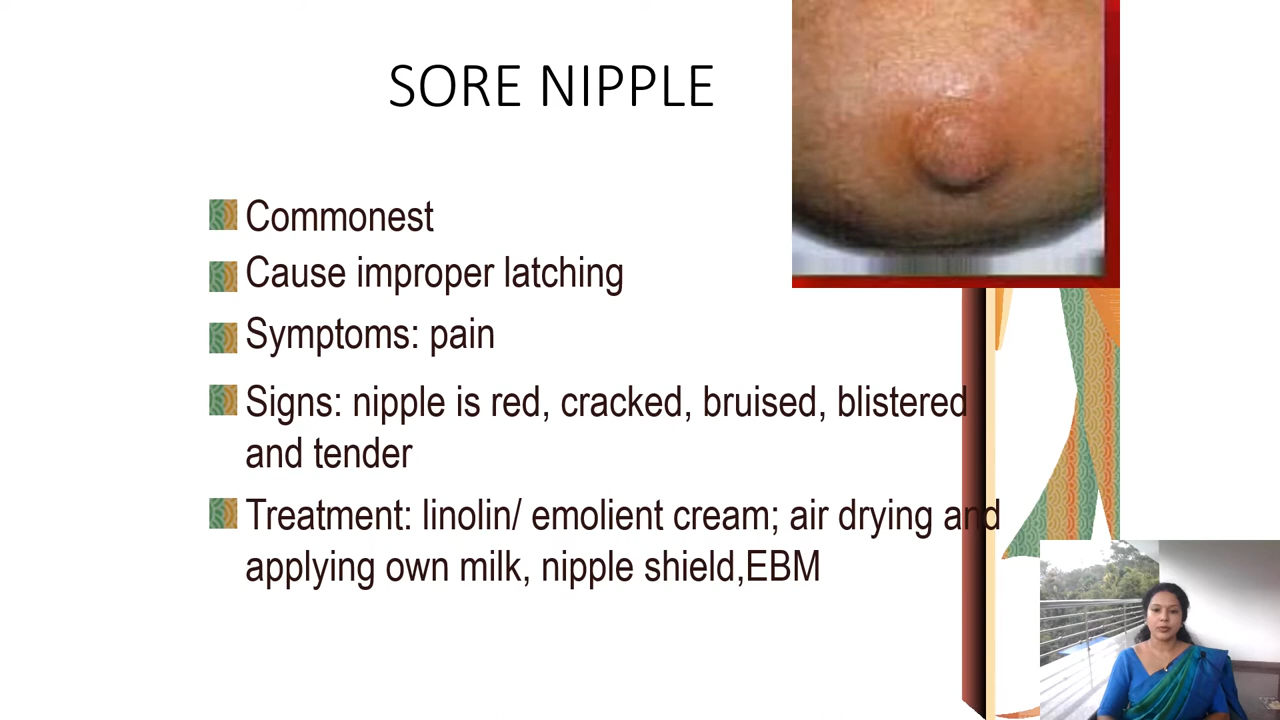 SORE NIPPLE
Commonest
Cause improper latching
Symptoms: pain
Signs: nipple is red, cracked, bruised, blistered
and tender
Treatment: linolin/ emolient cream; air drying and
applying own milk, nipple shield,EBM